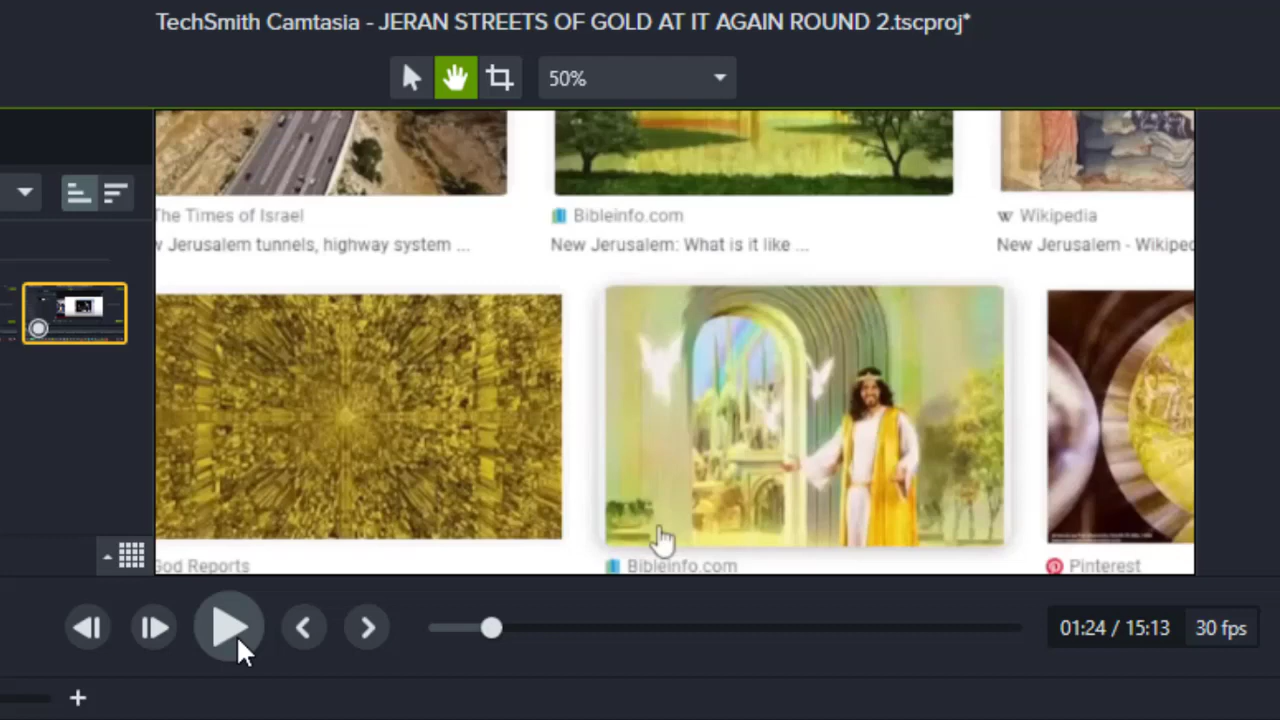 TechSmith Camtasia - JERAN STREETS OF GOLD AT IT AGAIN ROUND 2.tscproj*
50%
The Times of Israel
Bibleinfo.com
W Wikipedia
w Jerusalem tunnels, highway system ...
New Jerusalem: What is it like ...
New Jerusalem - Wikiped
God Reports
Bibleinfo.com
Pinterest
01:24 / 15:13
30 fps